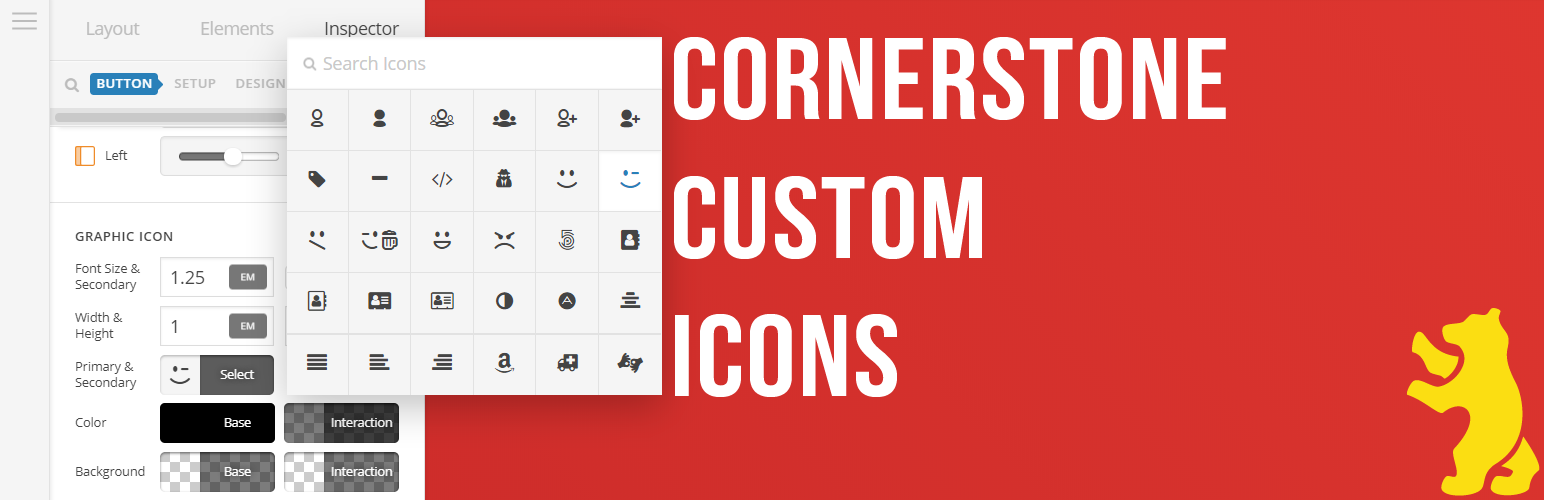 Layout Elements Inspector
Search Icons
BUTTON SETUP DESIGN
Left
GRAPHIC ICON
Font Size &
Secondary
1.25 EM
Width &
Height
1 EM
Primary &
Secondary
Select
Color
Base
Interaction
Background
Base
Interaction
CORNERSTONE
CUSTOM
ICONS